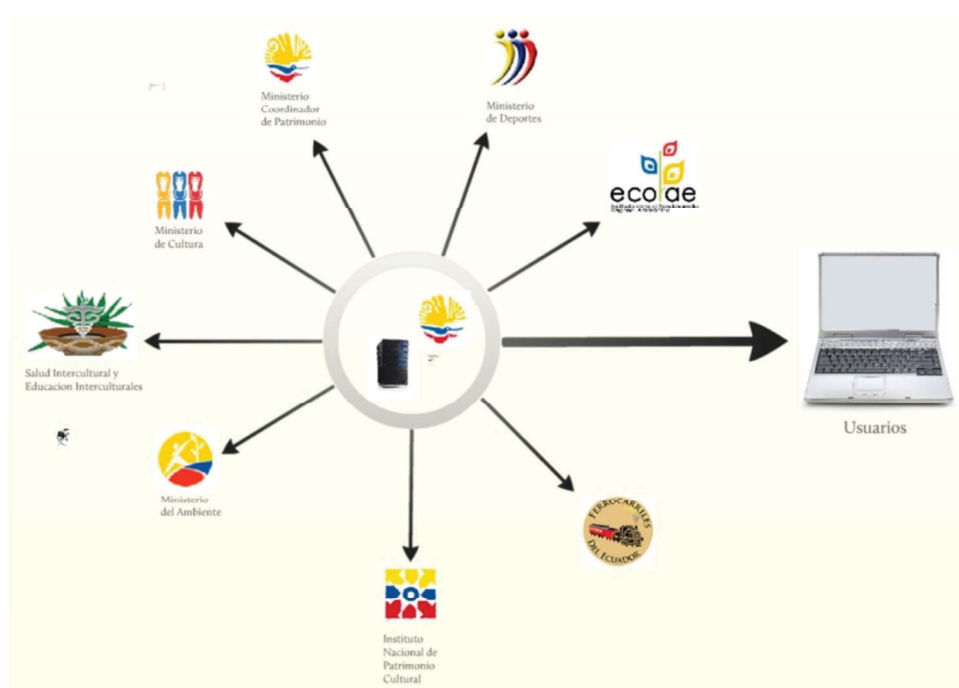 Ministerio
Coordinador
de Patrimonio
Ministerio
de Deportes
ecorae
Ministerio
de Cultura
Salud Intercultural y
Educacion Interculturales
Usuarios
Ministerio
del Ambiente
FERROCARRILES
DEL ECUADOR
Instituto
Nacional de
Patrimonio
Cultural